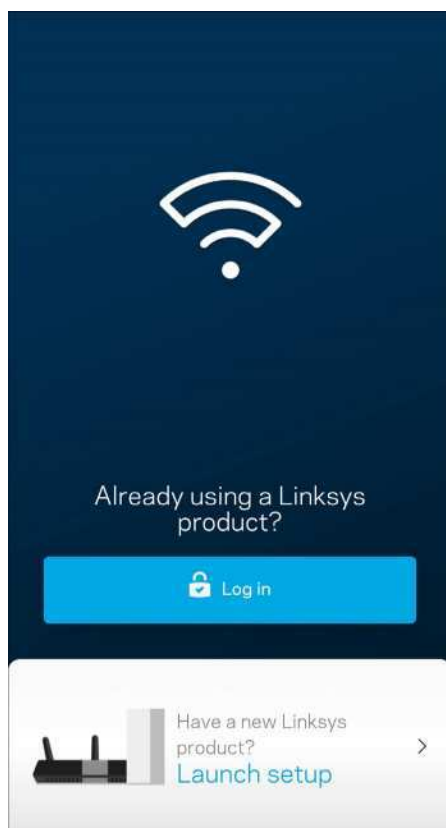 Already using a Linksys
product?
Log in
Have a new Linksys
product?
Launch setup